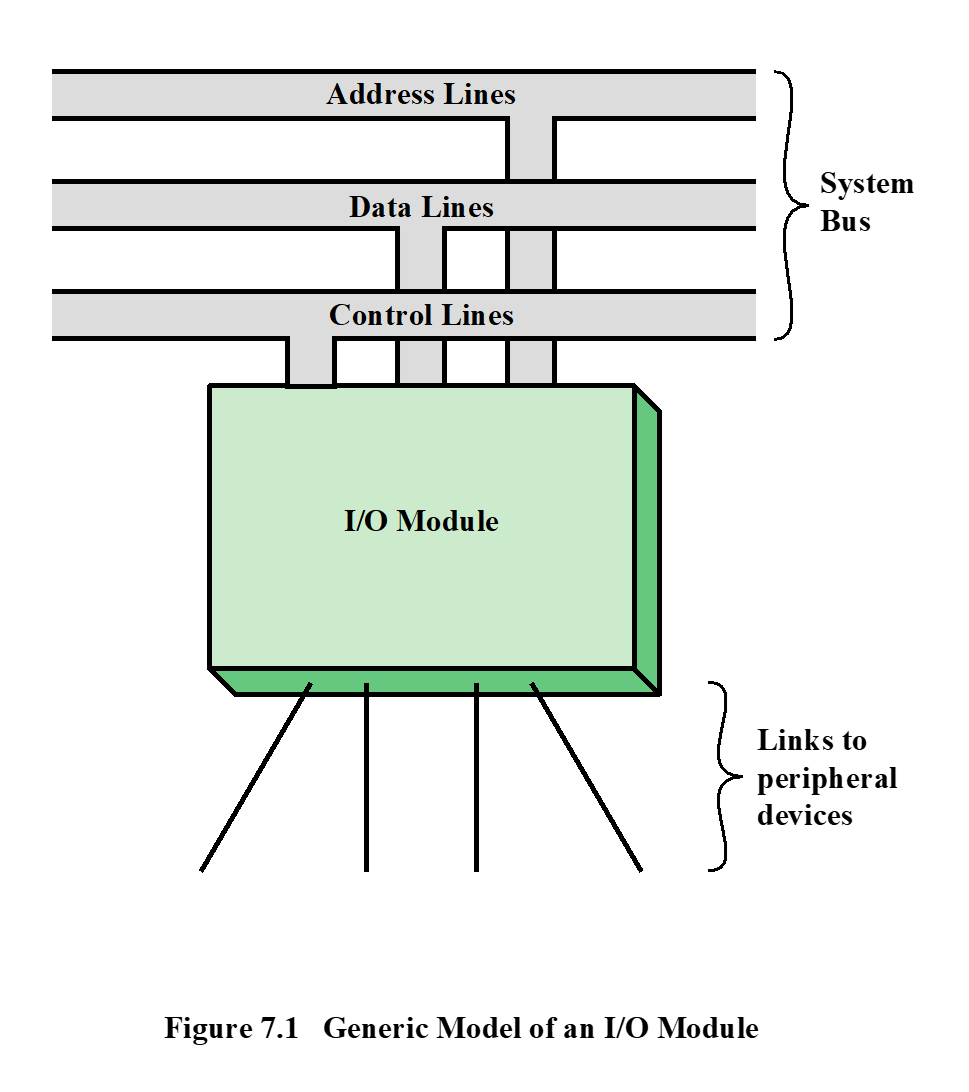 Address Lines
Data Lines
Control Lines
System
Bus
I/O Module
Links to
peripheral
devices
Figure 7.1 Generic Model of an I/O Module